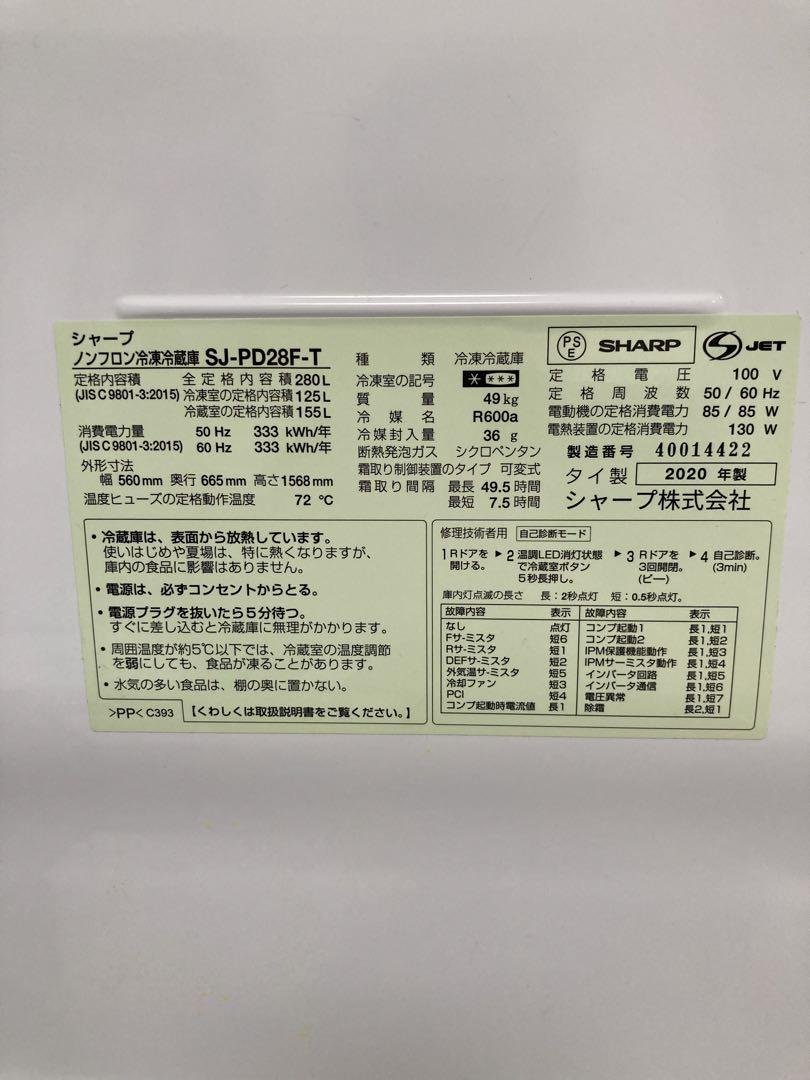 シャープ
ノンフロン冷凍冷蔵庫 SJ-PD28F-T
定格内容積 全定格内容積280L
(JIS C 9801-3:2015) 冷凍室の定格内容積125L
冷蔵室の定格内容積155L
消費電力量 50 Hz 333 kWh/年
(JIS C 9801-3:2015) 60 Hz 333 kWh/年
外形寸法
幅 560mm 奥行 665mm 高さ1568mm
温度ヒューズの定格動作温度 72 ℃
種類 冷凍冷蔵庫
冷凍室の記号 ****
質量 49kg
冷媒名 R600a
冷媒封入量 36 g
断熱発泡ガス シクロペンタン
霜取り制御装置のタイプ 可変式
霜取り間隔 最長 49.5時間
最短 7.5時間
PS
E
SHARP
S JET
定格電圧 100 V
定格周波数 50 / 60 Hz
電動機の定格消費電力 85 / 85 W
電熱装置の定格消費電力 130 W
製造番号 40014422
タイ製 2020 年製
シャープ株式会社
・冷蔵庫は、表面から放熱しています。
使いはじめや夏場は、特に熱くなりますが、
庫内の食品に影響はありません。
・電源は、必ずコンセントからとる。
・電源プラグを抜いたら5分待つ。
すぐに差し込むと冷蔵庫に無理がかかります。
・周囲温度が約5℃以下では、冷蔵室の温度調節
を弱にしても、食品が凍ることがあります。
・水気の多い食品は、棚の奥に置かない。
>PP< C393 【くわしくは取扱説明書をご覧ください。】
修理技術者用 自己診断モード
1 Rドアを開ける。 ▶ 2 温調LED消灯状態で冷蔵室ボタン5秒長押し。 ▶ 3 Rドアを3回開閉。(ピー) ▶ 4 自己診断。(3min)
庫内灯点滅の長さ 長:2秒点灯 短:0.5秒点灯。
故障内容 表示 故障内容 表示
なし 点灯 コンプ起動1 長1,短1
Fサーミスタ 短6 コンプ起動2 長1,短2
Rサーミスタ 短1 IPM保護機能動作 長1,短3
DEFサーミスタ 短2 IPMサーミスタ動作 長1,短4
外気温サーミスタ 短5 インバータ回路 長1,短5
冷却ファン 短3 インバータ通信 長1,短6
PCI 短4 電圧異常 長1,短7
コンプ起動時電流値 長1 除霜 長2,短1